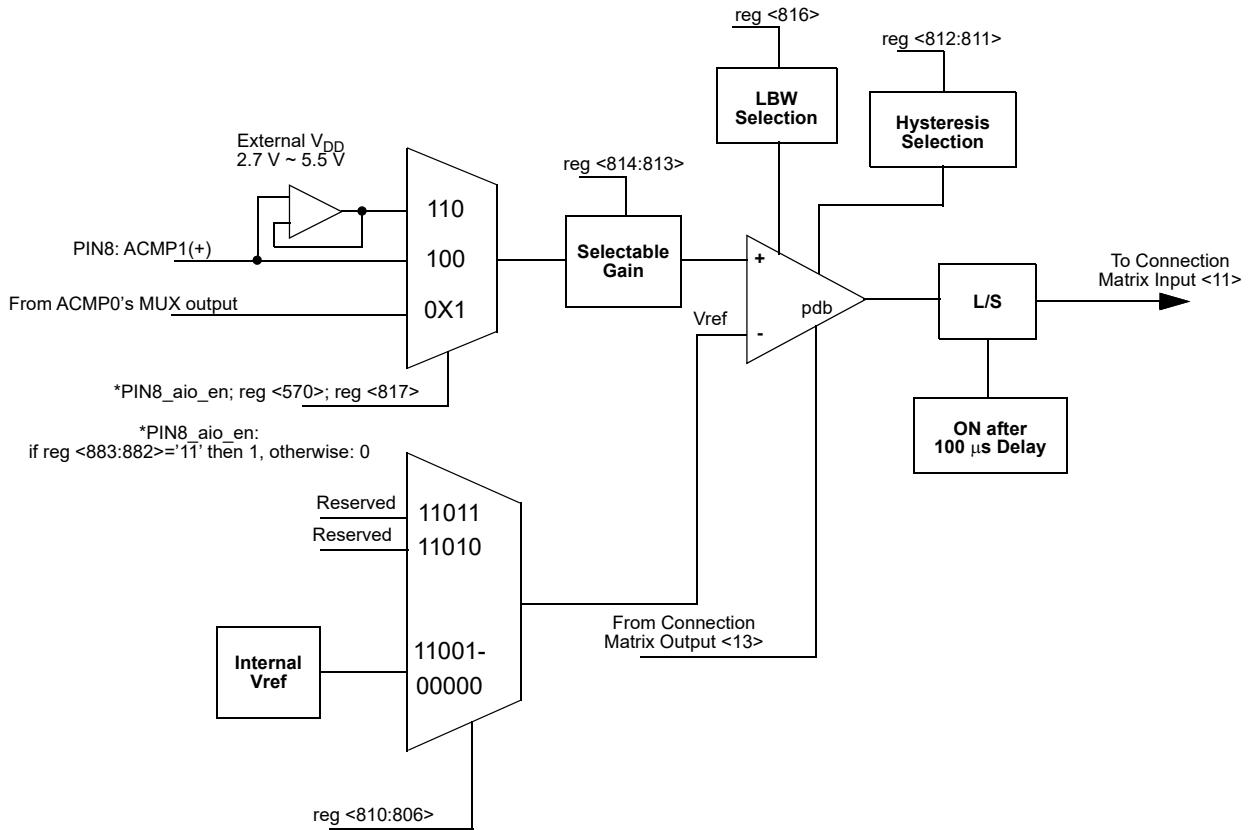 reg <816>
reg <812:811>
LBW
Selection
Hysteresis
Selection
External VDD
2.7 V ~ 5.5 V
reg <814:813>
110
PIN8: ACMP1(+)
100
Selectable
Gain
+
To Connection
Matrix Input <11>
From ACMP0's MUX output
0X1
Vref
pdb
-
L/S
*PIN8_aio_en; reg <570>; reg <817>
ON after
100 μs Delay
*PIN8_aio_en:
if reg <883:882>='11' then 1, otherwise: 0
Reserved
11011
Reserved
11010
From Connection
Matrix Output <13>
Internal
Vref
11001-
00000
reg <810:806>